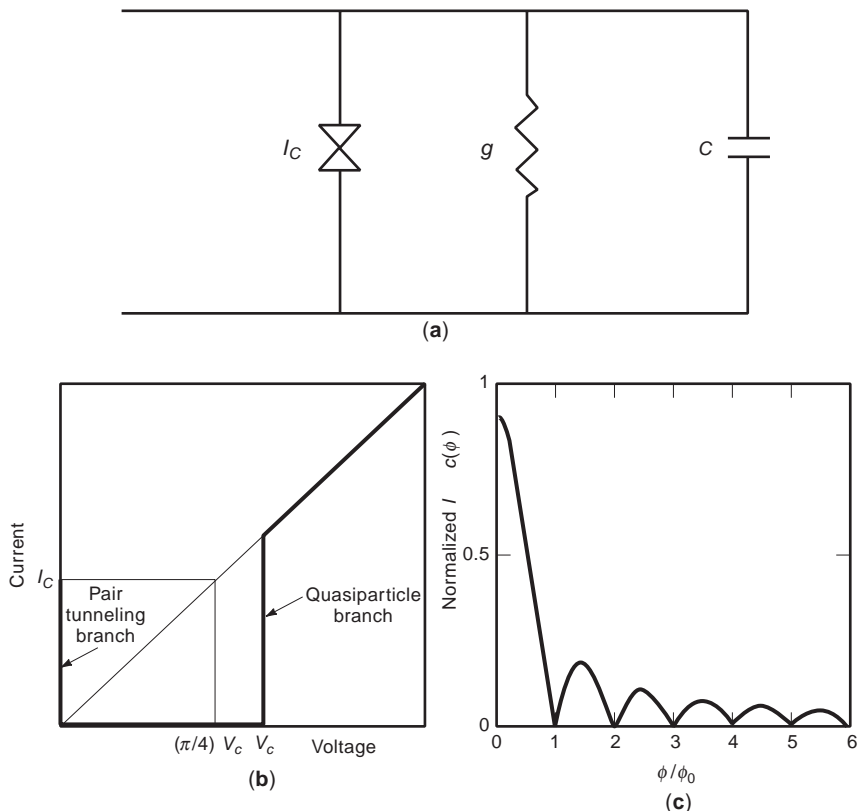 I_C
g
C
(a)
Current
I_C
Pair
tunneling
branch
Quasiparticle
branch
(π/4) V_c V_c Voltage
(b)
Normalized I c(ϕ)
1
0.5
0
0 1 2 3 4 5 6
ϕ/ϕ_0
(c)